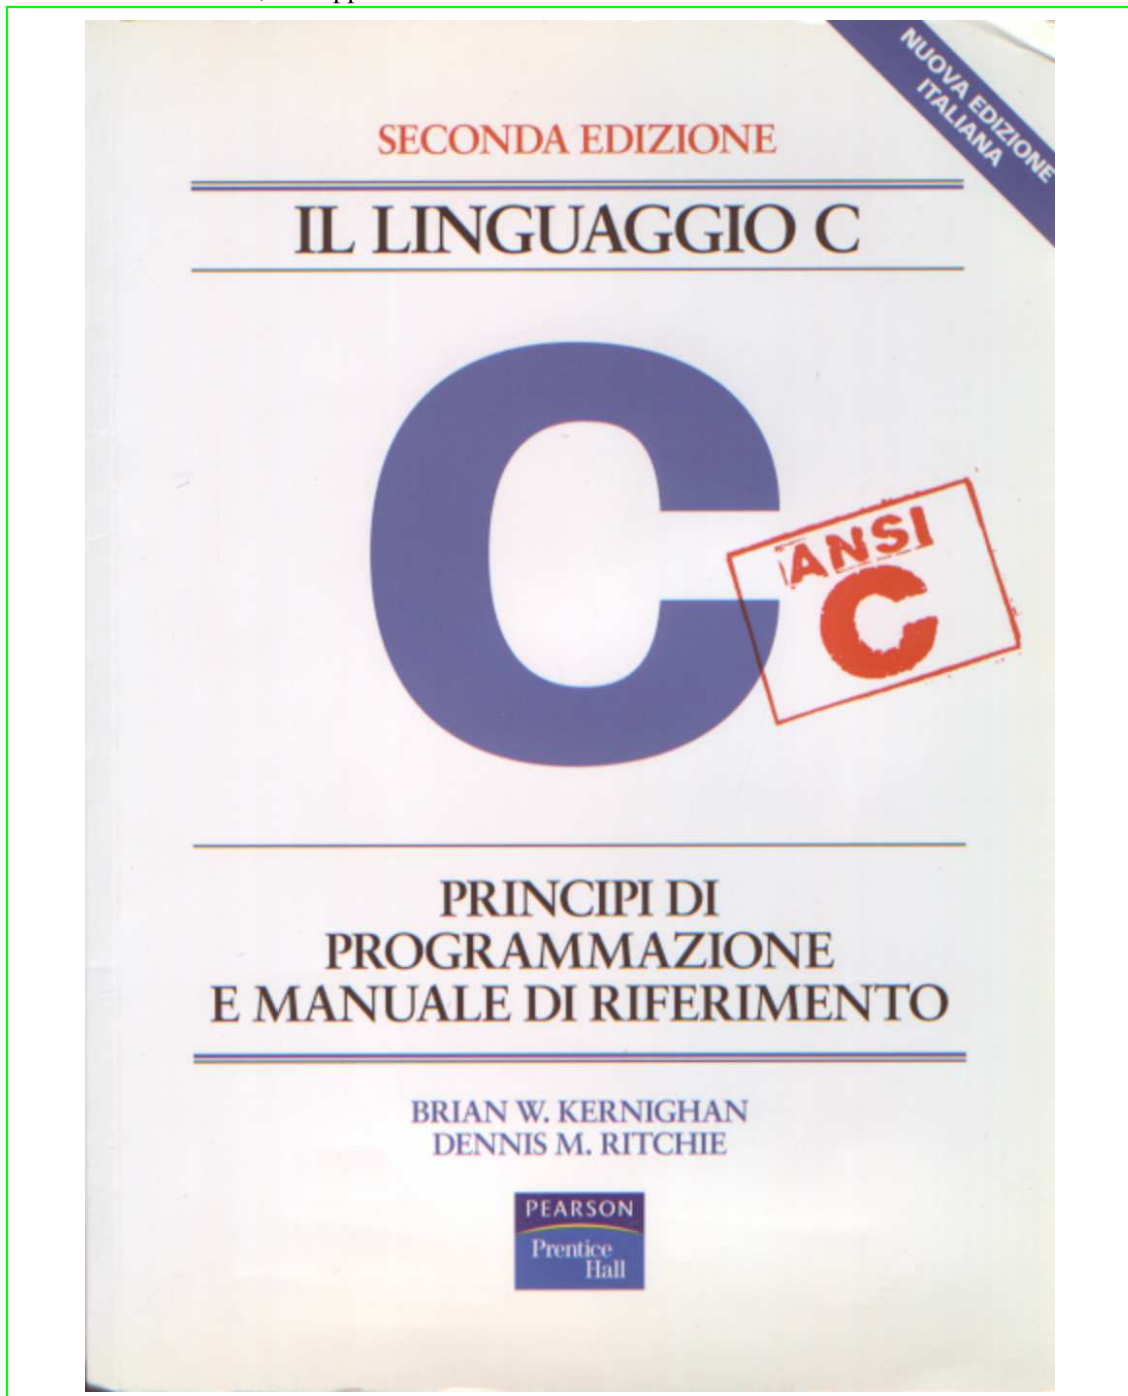 NUOVA EDIZIONE
ITALIANA
SECONDA EDIZIONE
IL LINGUAGGIO C
C
ANSI
C
PRINCIPI DI
PROGRAMMAZIONE
E MANUALE DI RIFERIMENTO
BRIAN W. KERNIGHAN
DENNIS M. RITCHIE
PEARSON
Prentice
Hall